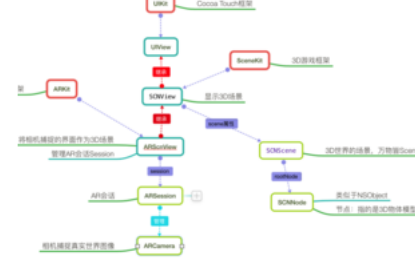 UIKit
Cocoa Touch框架
UIView
继承
SceneKit
3D游戏框架
ARKit
架
SCNView
显示3D场景
继承
scene属性
将相机捕捉的界面作为3D场景
管理AR会话Session
ARScnView
SCNScene
3D世界的场景，万物皆Scen
session
rootNode
AR会话
ARSession
SCNNode
类似于NSObject
节点：指的是3D物体模型
管理
相机捕捉真实世界图像
ARCamera